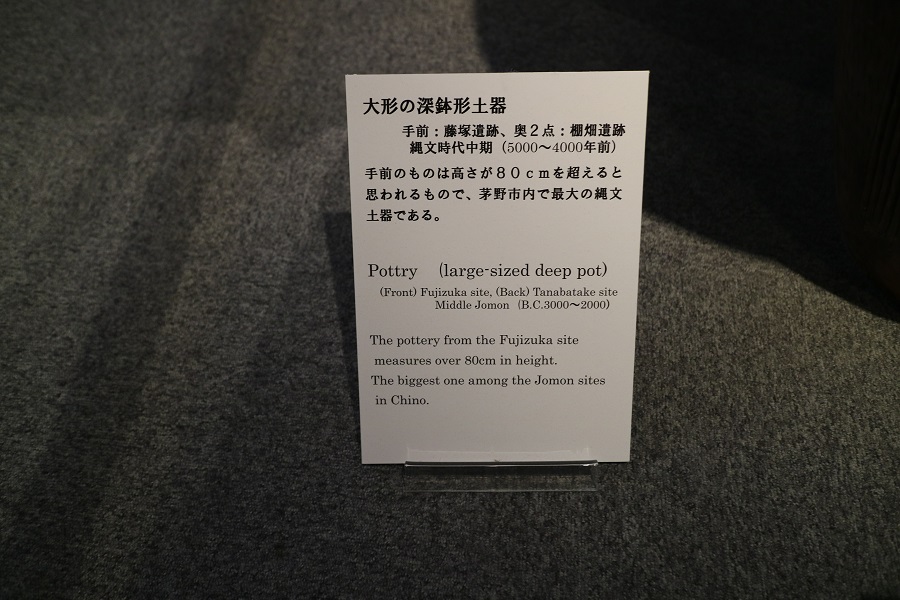 大形の深鉢形土器
手前：藤塚遺跡、奥２点：棚畑遺跡
縄文時代中期（5000〜4000年前）
手前のものは高さが８０ｃｍを超えると
思われるもので、茅野市内で最大の縄文
土器である。
Pottry　(large-sized deep pot)
(Front) Fujizuka site, (Back) Tanabatake site
Middle Jomon （B.C.3000〜2000)
The pottery from the Fujizuka site
measures over 80cm in height.
The biggest one among the Jomon sites
in Chino.